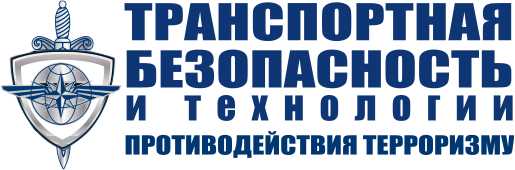 ТРАНСПОРТНАЯ
БЕЗОПАСНОСТЬ
И ТЕХНОЛОГИИ
ПРОТИВОДЕЙСТВИЯ ТЕРРОРИЗМУ